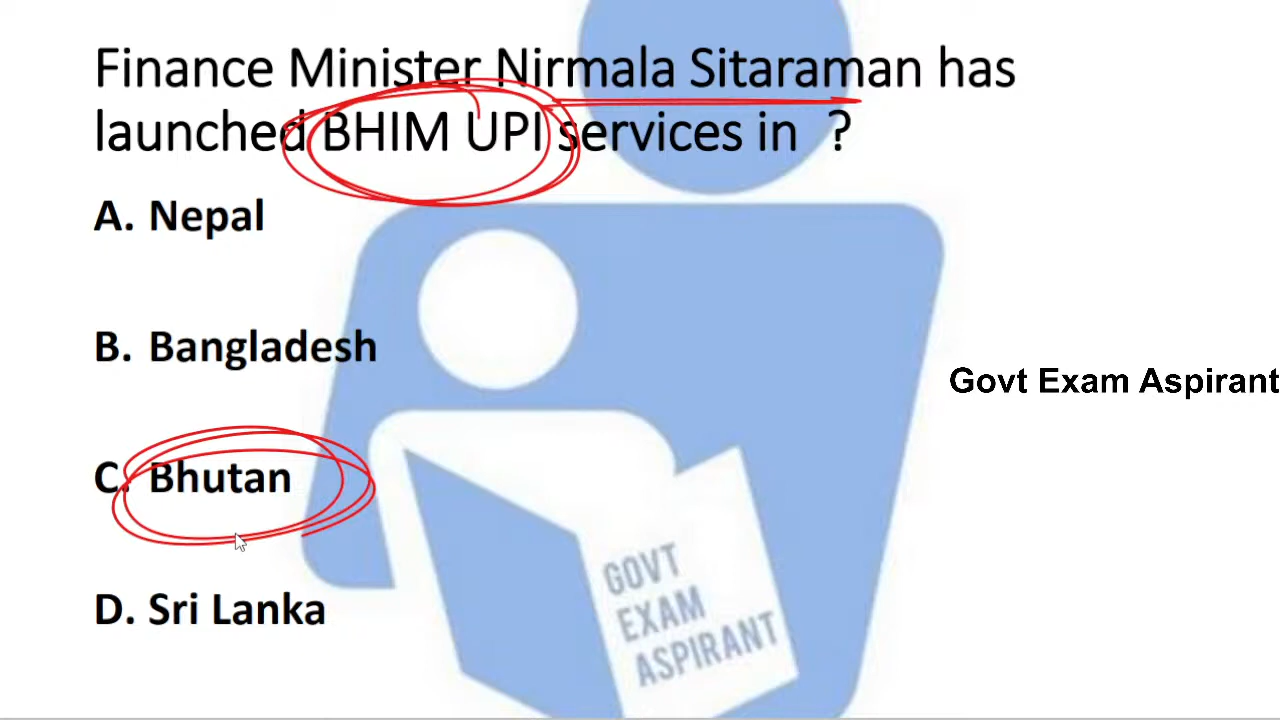 Finance Minister Nirmala Sitaraman has
launched BHIM UPI services in ?
A. Nepal
B. Bangladesh
Govt Exam Aspirant
C. Bhutan
D. Sri Lanka
GOVT
EXAM
ASPIRANT